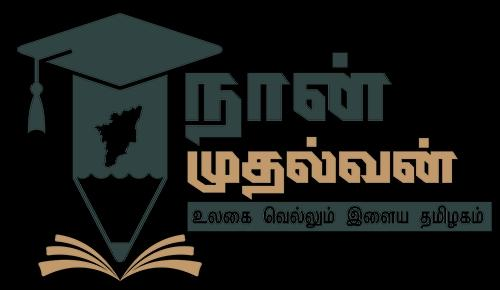 நான்
முதல்வன்
உலகை வெல்லும் இளைய தமிழகம்